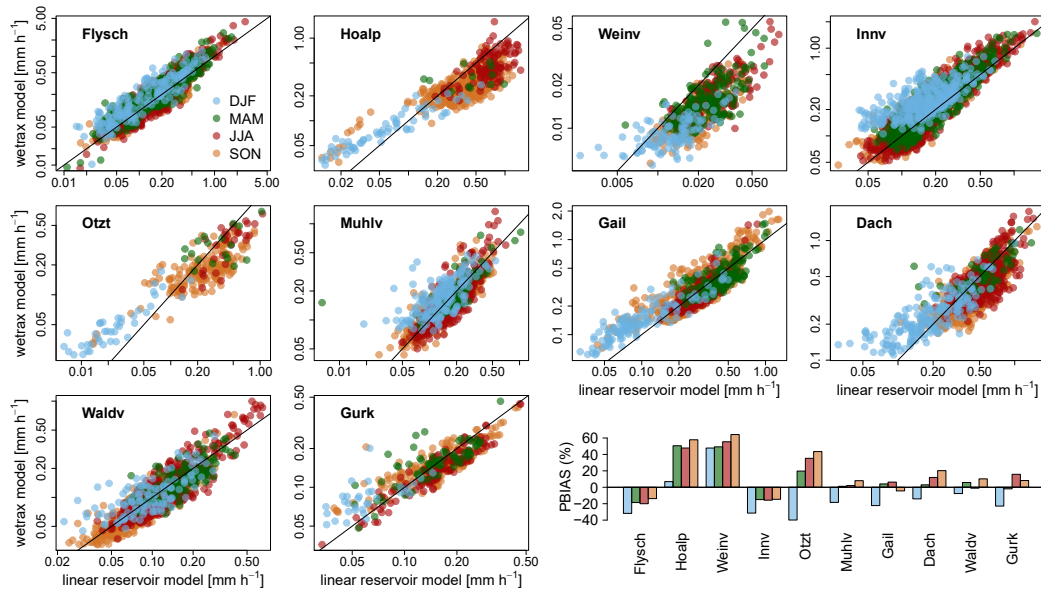 wetrax model [mm h⁻¹]
5.00
0.50
0.20
0.05
0.01
Flysch
DJF
MAM
JJA
SON
0.01 0.05 0.20 1.00 5.00
1.00
0.20
0.05
Hoalp
0.02 0.05 0.20 0.50
0.05
0.02
0.01
Weinv
0.005 0.020 0.050
1.00
0.20
0.05
Innv
0.05 0.20 0.50
wetrax model [mm h⁻¹]
0.50
0.20
0.05
Otzt
0.01 0.05 0.20 1.00
0.50
0.20
0.05
Muhlv
0.01 0.05 0.20 0.50
2.0
1.0
0.5
0.2
0.1
Gail
0.05 0.20 0.50 1.00
linear reservoir model [mm h⁻¹]
1.0
0.5
0.2
0.1
Dach
0.05 0.20 0.50
linear reservoir model [mm h⁻¹]
wetrax model [mm h⁻¹]
0.50
0.20
0.05
Waldv
0.02 0.05 0.10 0.20 0.50
linear reservoir model [mm h⁻¹]
0.50
0.20
0.10
0.05
Gurk
0.05 0.10 0.20 0.50
linear reservoir model [mm h⁻¹]
PBIAS (%)
60
40
20
0
−20
−40
Flysch
Hoalp
Weinv
Innv
Otzt
Muhlv
Gail
Dach
Waldv
Gurk